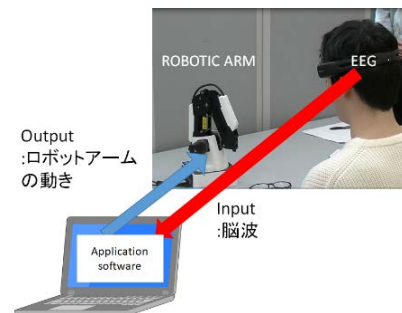 ROBOTIC ARM
EEG
Output
:ロボットアーム
の動き
Input
:脳波
Application
software